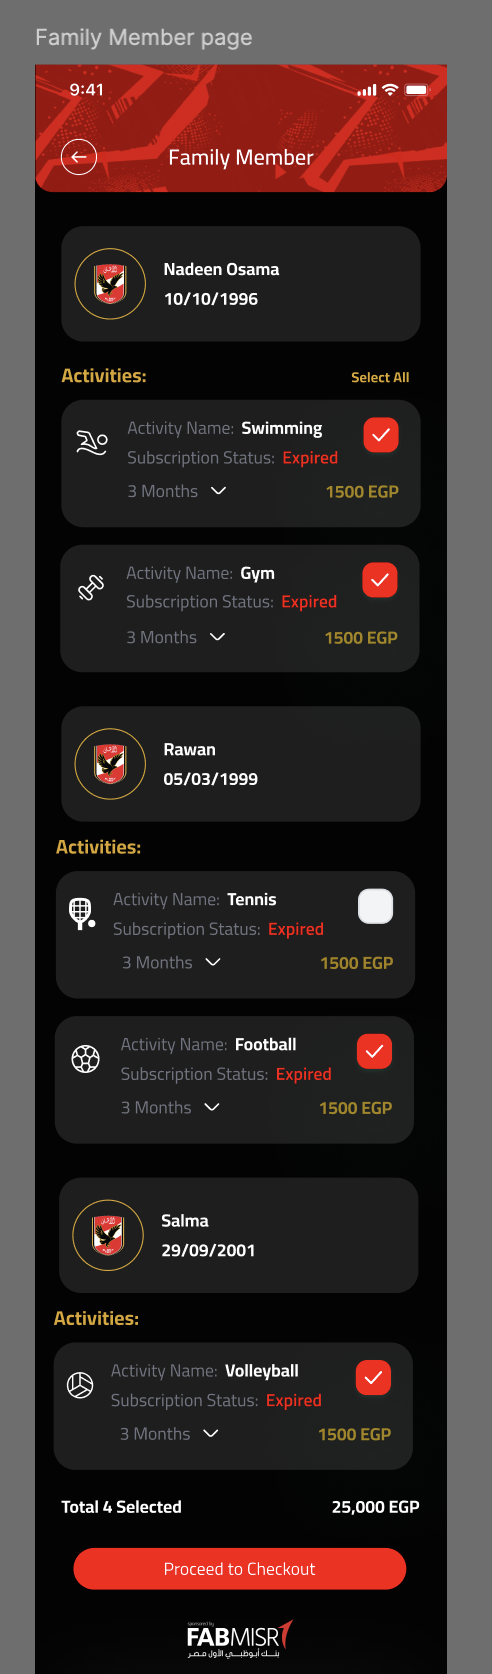 Family Member page
9:41
Family Member
Nadeen Osama
10/10/1996
Activities:
Select All
Activity Name: Swimming
Subscription Status: Expired
3 Months
1500 EGP
Activity Name: Gym
Subscription Status: Expired
3 Months
1500 EGP
Rawan
05/03/1999
Activities:
Activity Name: Tennis
Subscription Status: Expired
3 Months
1500 EGP
Activity Name: Football
Subscription Status: Expired
3 Months
1500 EGP
Salma
29/09/2001
Activities:
Activity Name: Volleyball
Subscription Status: Expired
3 Months
1500 EGP
Total 4 Selected
25,000 EGP
Proceed to Checkout
sponsored by
FABMISR
بنك أبوظبي الأول مصر